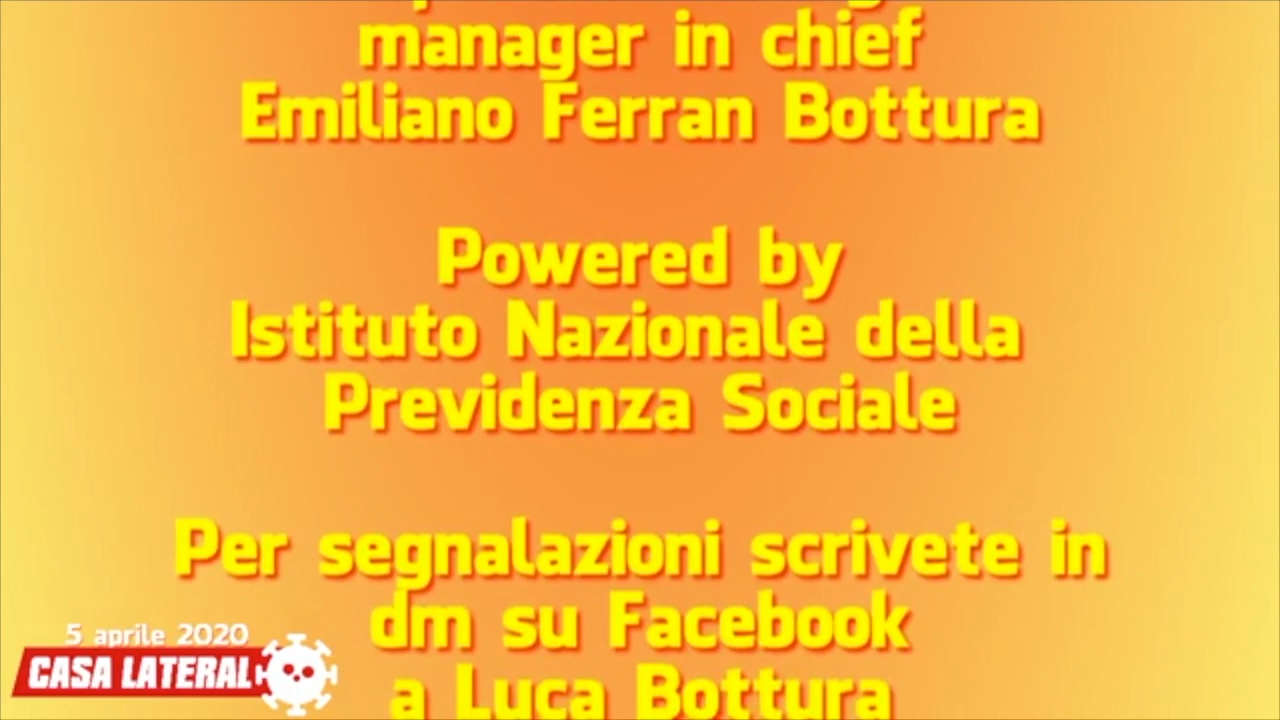 manager in chief
Emiliano Ferran Bottura
Powered by
Istituto Nazionale della
Previdenza Sociale
Per segnalazioni scrivete in
dm su Facebook
a Luca Bottura
5 aprile 2020
CASA LATERAL